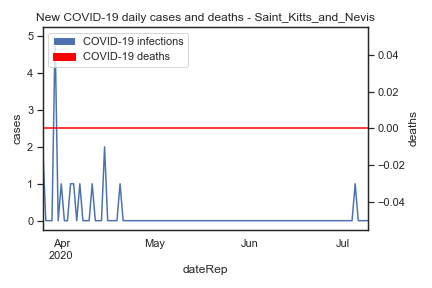 New COVID-19 daily cases and deaths - Saint_Kitts_and_Nevis
COVID-19 infections
COVID-19 deaths
5
4
3
2
1
0
cases
0.04
0.02
0.00
−0.02
−0.04
deaths
Apr
2020
May
Jun
Jul
dateRep